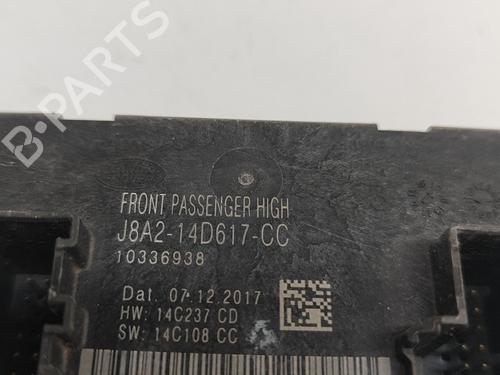 B-PARTS
FRONT PASSENGER HIGH
J8A2-14D617-CC
10336938
Dat. 07.12.2017
HW: 14C237 CD
SW: 14C108 CC